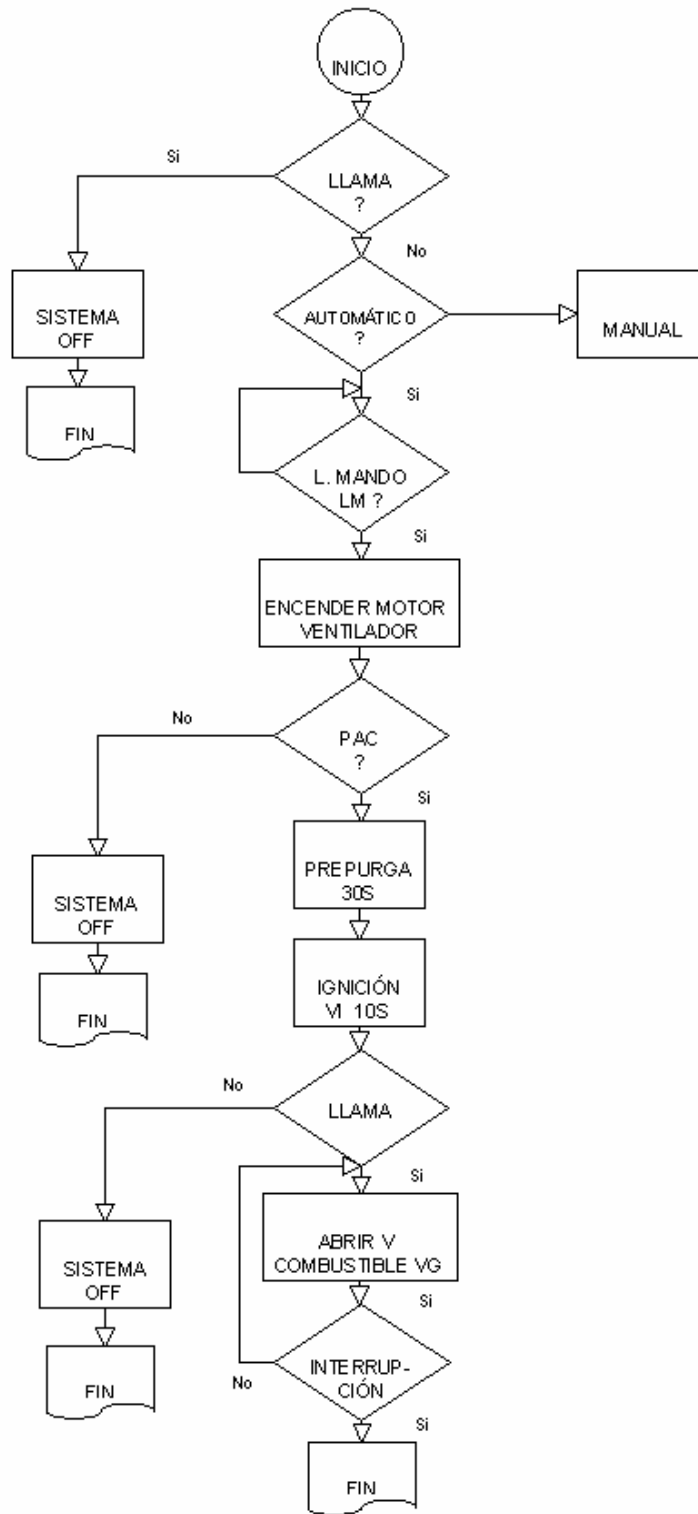 INICIO
Si
LLAMA
?
No
SISTEMA
OFF
AUTOMÁTICO
?
MANUAL
Si
FIN
L. MANDO
LM ?
Si
ENCENDER MOTOR
VENTILADOR
No
PAC
?
Si
PREPURGA
30S
SISTEMA
OFF
IGNICIÓN
VI 10S
FIN
No
LLAMA
Si
SISTEMA
OFF
ABRIR V
COMBUSTIBLE VG
Si
INTERRUP-
CIÓN
No
FIN
Si
FIN